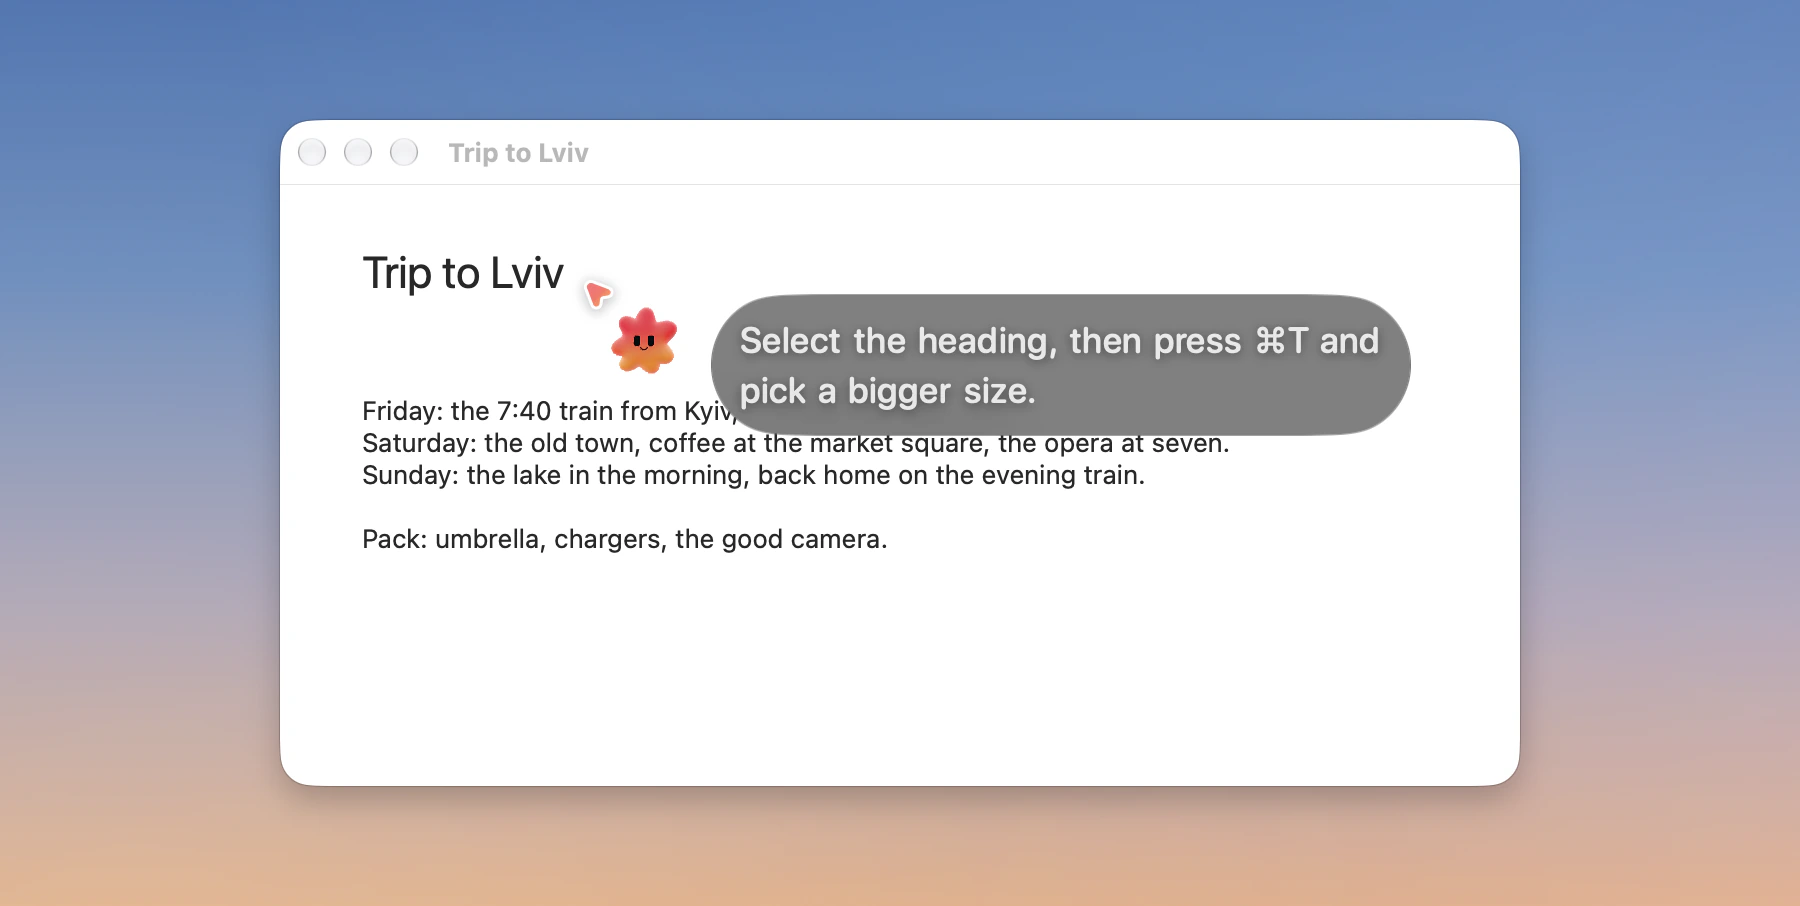 Trip to Lviv
Trip to Lviv
Select the heading, then press ⌘T and
pick a bigger size.
Friday: the 7:40 train from Kyiv,
Saturday: the old town, coffee at the market square, the opera at seven.
Sunday: the lake in the morning, back home on the evening train.
Pack: umbrella, chargers, the good camera.